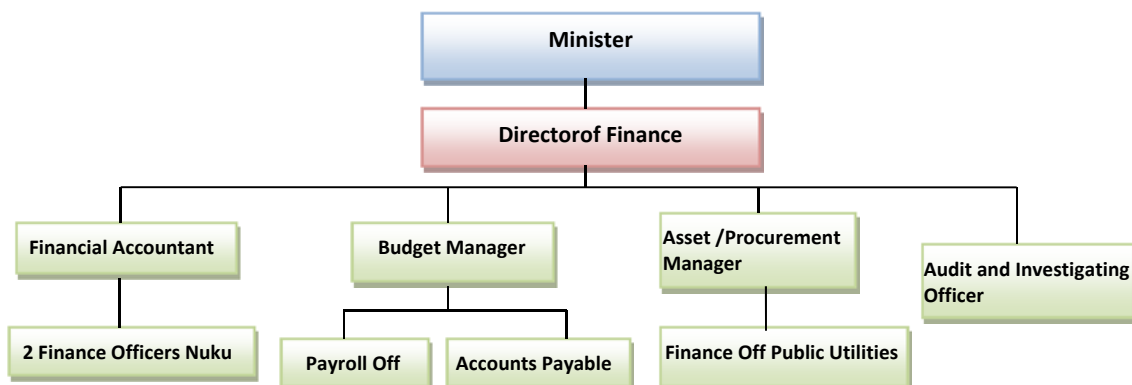 Minister
Directorof Finance
Financial Accountant
Budget Manager
Asset /Procurement
Manager
Audit and Investigating
Officer
2 Finance Officers Nuku
Payroll Off
Accounts Payable
Finance Off Public Utilities